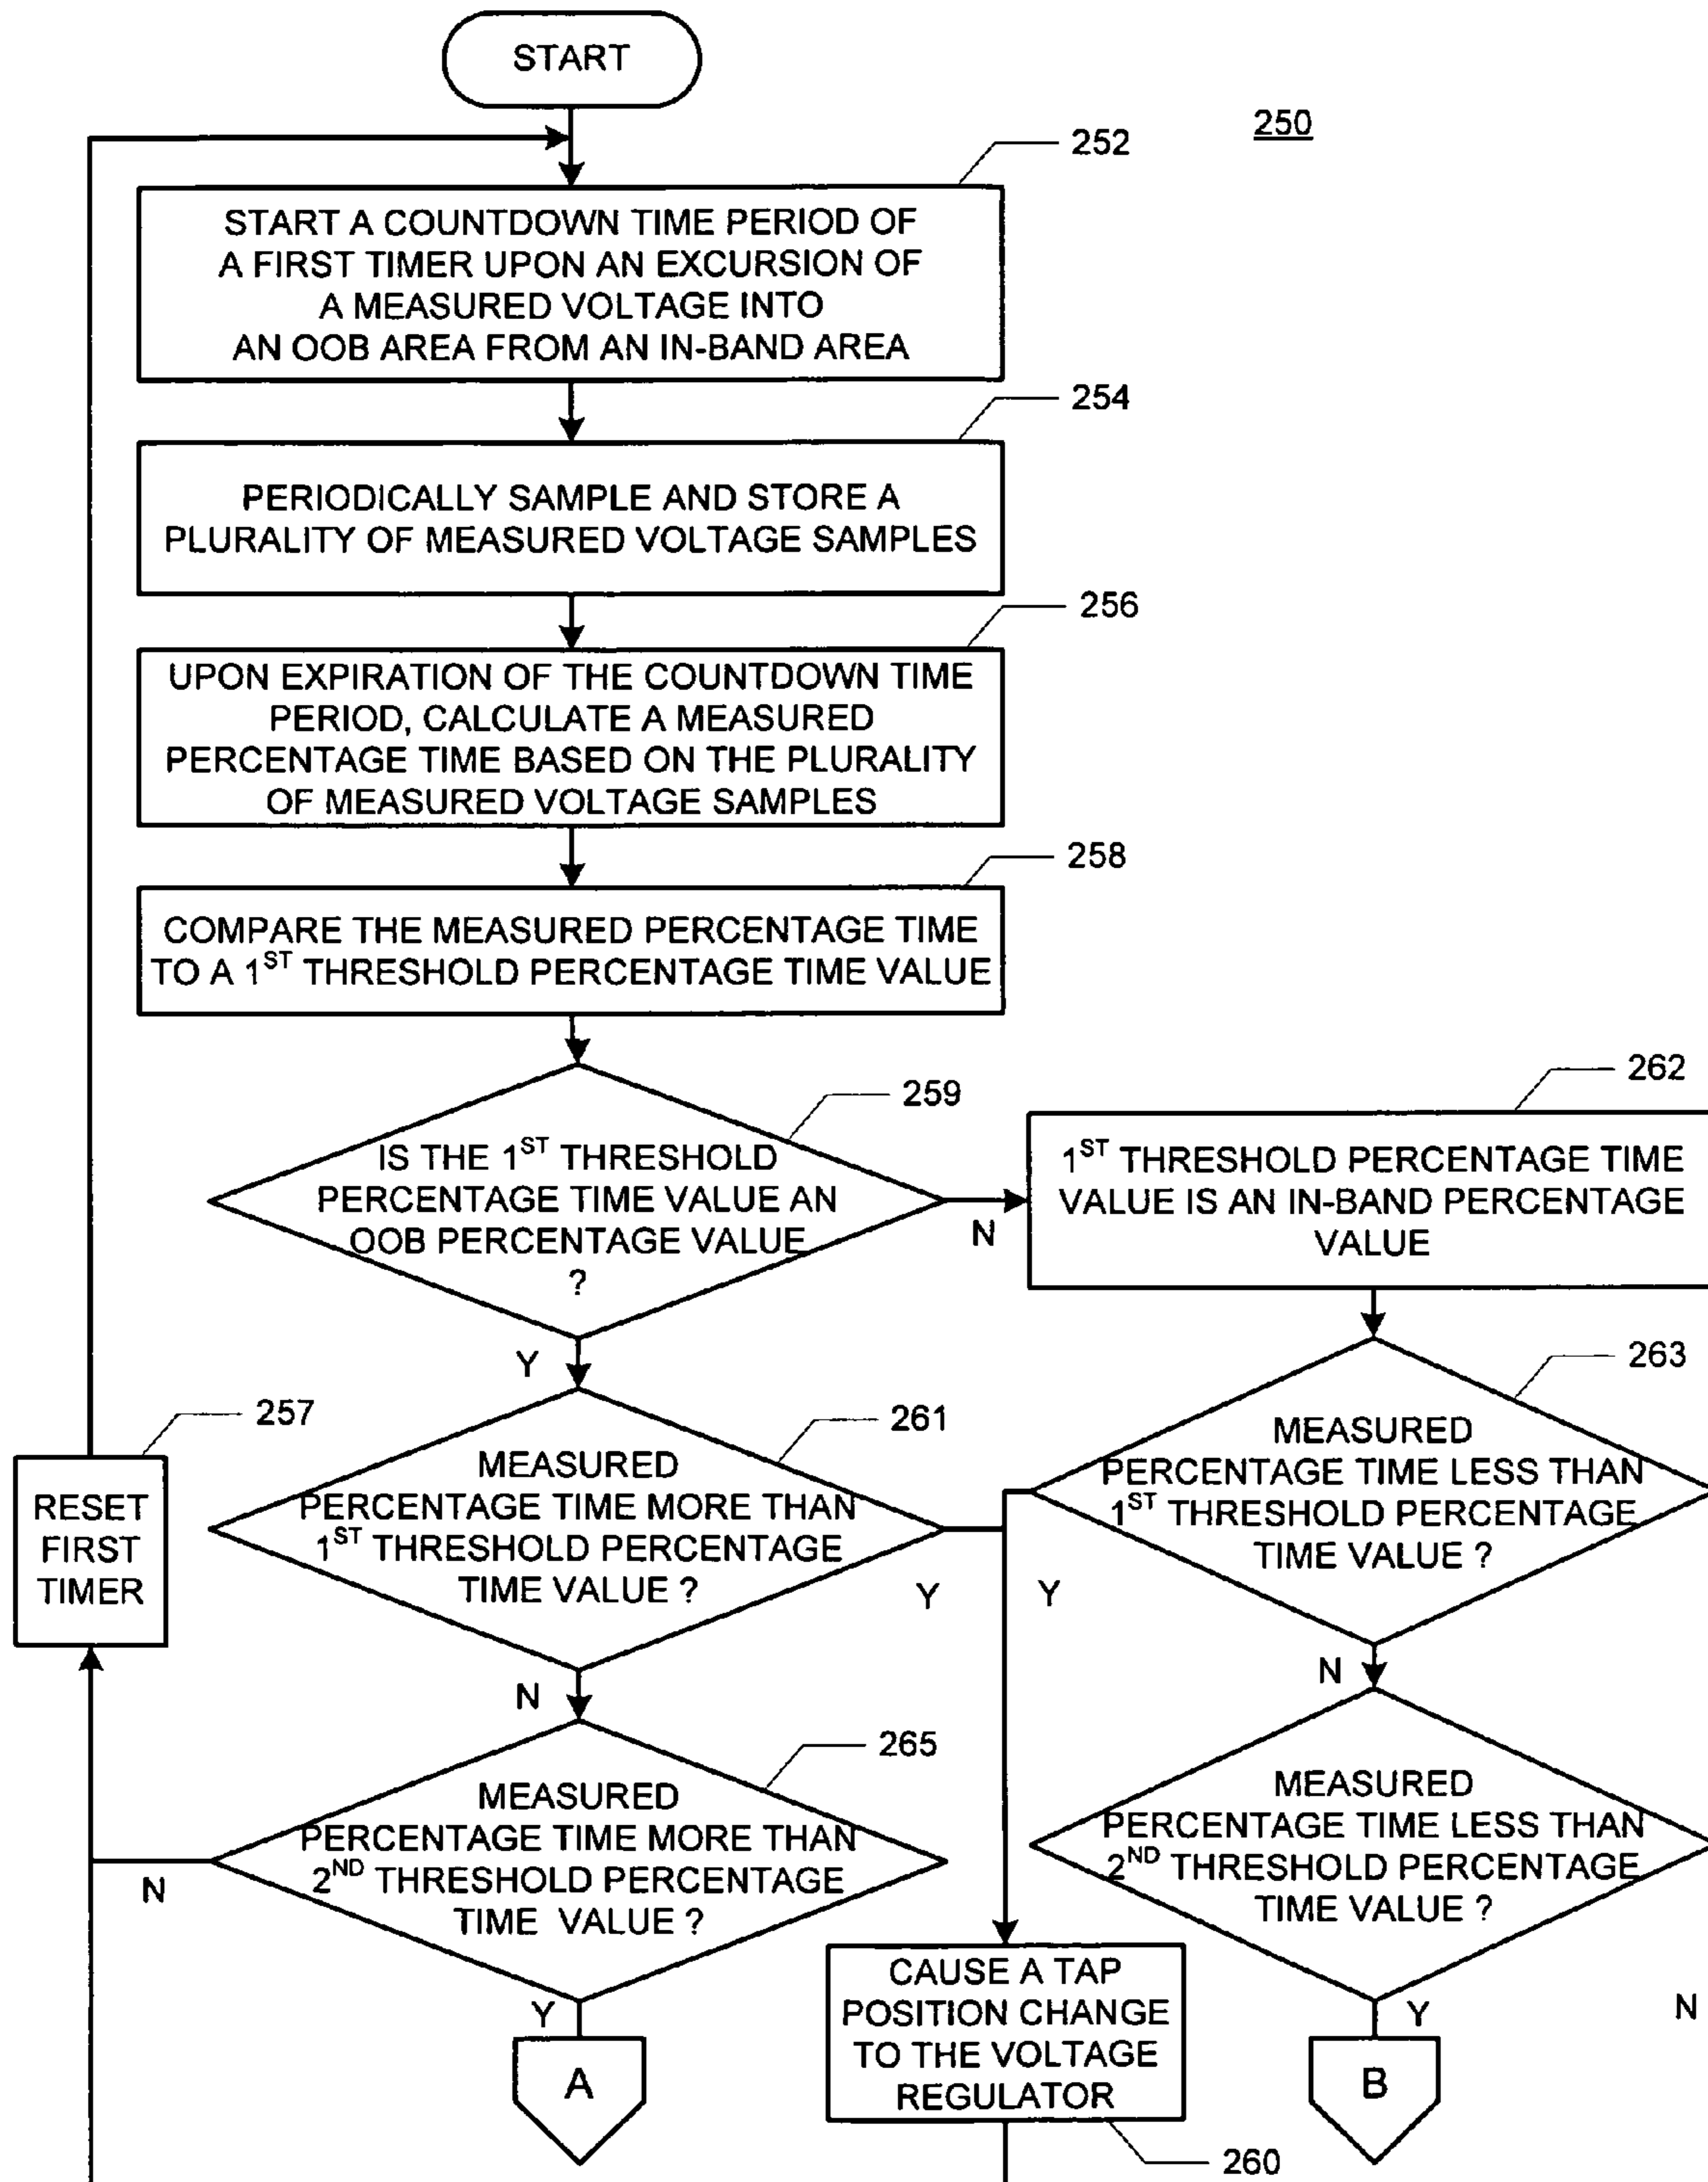 START
250
252
START A COUNTDOWN TIME PERIOD OF
A FIRST TIMER UPON AN EXCURSION OF
A MEASURED VOLTAGE INTO
AN OOB AREA FROM AN IN-BAND AREA
254
PERIODICALLY SAMPLE AND STORE A
PLURALITY OF MEASURED VOLTAGE SAMPLES
256
UPON EXPIRATION OF THE COUNTDOWN TIME
PERIOD, CALCULATE A MEASURED
PERCENTAGE TIME BASED ON THE PLURALITY
OF MEASURED VOLTAGE SAMPLES
258
COMPARE THE MEASURED PERCENTAGE TIME
TO A 1ST THRESHOLD PERCENTAGE TIME VALUE
259
IS THE 1ST THRESHOLD
PERCENTAGE TIME VALUE AN
OOB PERCENTAGE VALUE
?
N
Y
262
1ST THRESHOLD PERCENTAGE TIME
VALUE IS AN IN-BAND PERCENTAGE
VALUE
257
RESET
FIRST
TIMER
261
MEASURED
PERCENTAGE TIME MORE THAN
1ST THRESHOLD PERCENTAGE
TIME VALUE ?
Y
N
263
MEASURED
PERCENTAGE TIME LESS THAN
1ST THRESHOLD PERCENTAGE
TIME VALUE ?
Y
N
265
MEASURED
PERCENTAGE TIME MORE THAN
2ND THRESHOLD PERCENTAGE
TIME VALUE ?
N
Y
A
MEASURED
PERCENTAGE TIME LESS THAN
2ND THRESHOLD PERCENTAGE
TIME VALUE ?
Y
N
B
CAUSE A TAP
POSITION CHANGE
TO THE VOLTAGE
REGULATOR
260